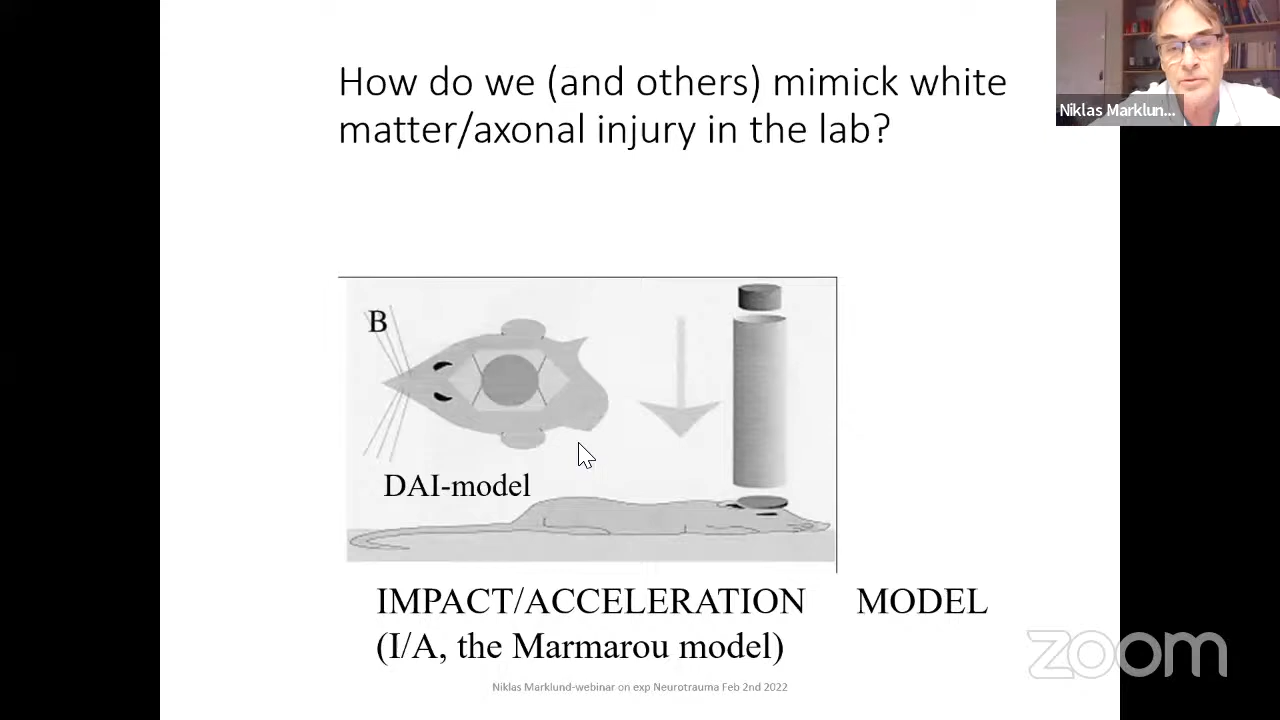 How do we (and others) mimick white
matter/axonal injury in the lab?
Niklas Marklun...
B
DAI-model
IMPACT/ACCELERATION MODEL
(I/A, the Marmarou model)
Niklas Marklund-webinar on exp Neurotrauma Feb 2nd 2022
zoom